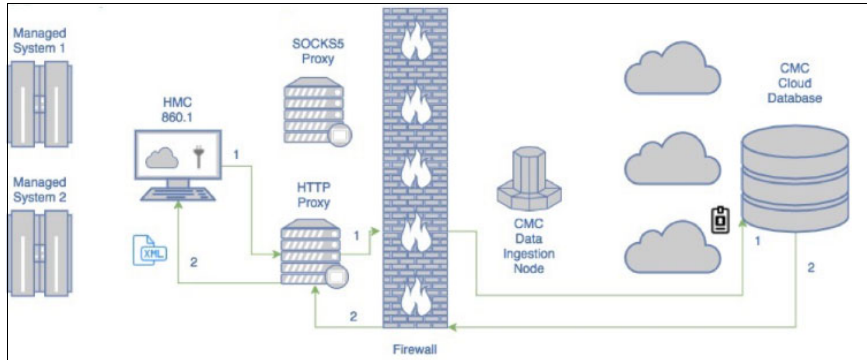 Managed
System 1
SOCKS5
Proxy
HMC
860.1
CMC
Cloud
Database
1
Managed
System 2
HTTP
Proxy
1
XML
2
CMC
Data
Ingestion
Node
1
2
2
Firewall